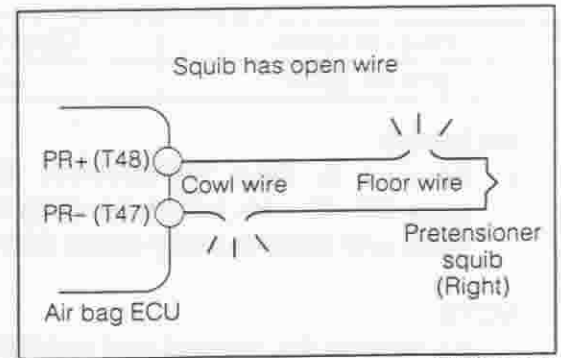 Squib has open wire
PR+ (T48)
Cowl wire
Floor wire
PR– (T47)
Pretensioner
squib
(Right)
Air bag ECU